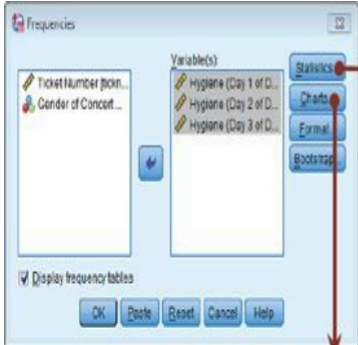 Frequencies
Variable(s):
Ticket Number [tickn...
Gender of Concert ...
Hygiene (Day 1 of D...
Hygiene (Day 2 of D...
Hygiene (Day 3 of D...
Statistics...
Charts...
Format...
Bootstrap...
Display frequency tables
OK Paste Reset Cancel Help